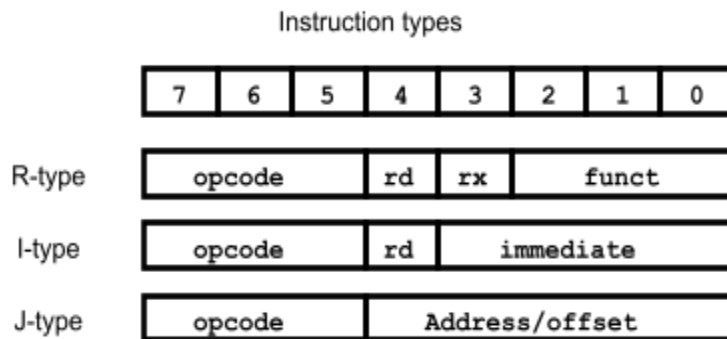 Instruction types
7 6 5 4 3 2 1 0
R-type opcode rd rx funct
I-type opcode rd immediate
J-type opcode Address/offset